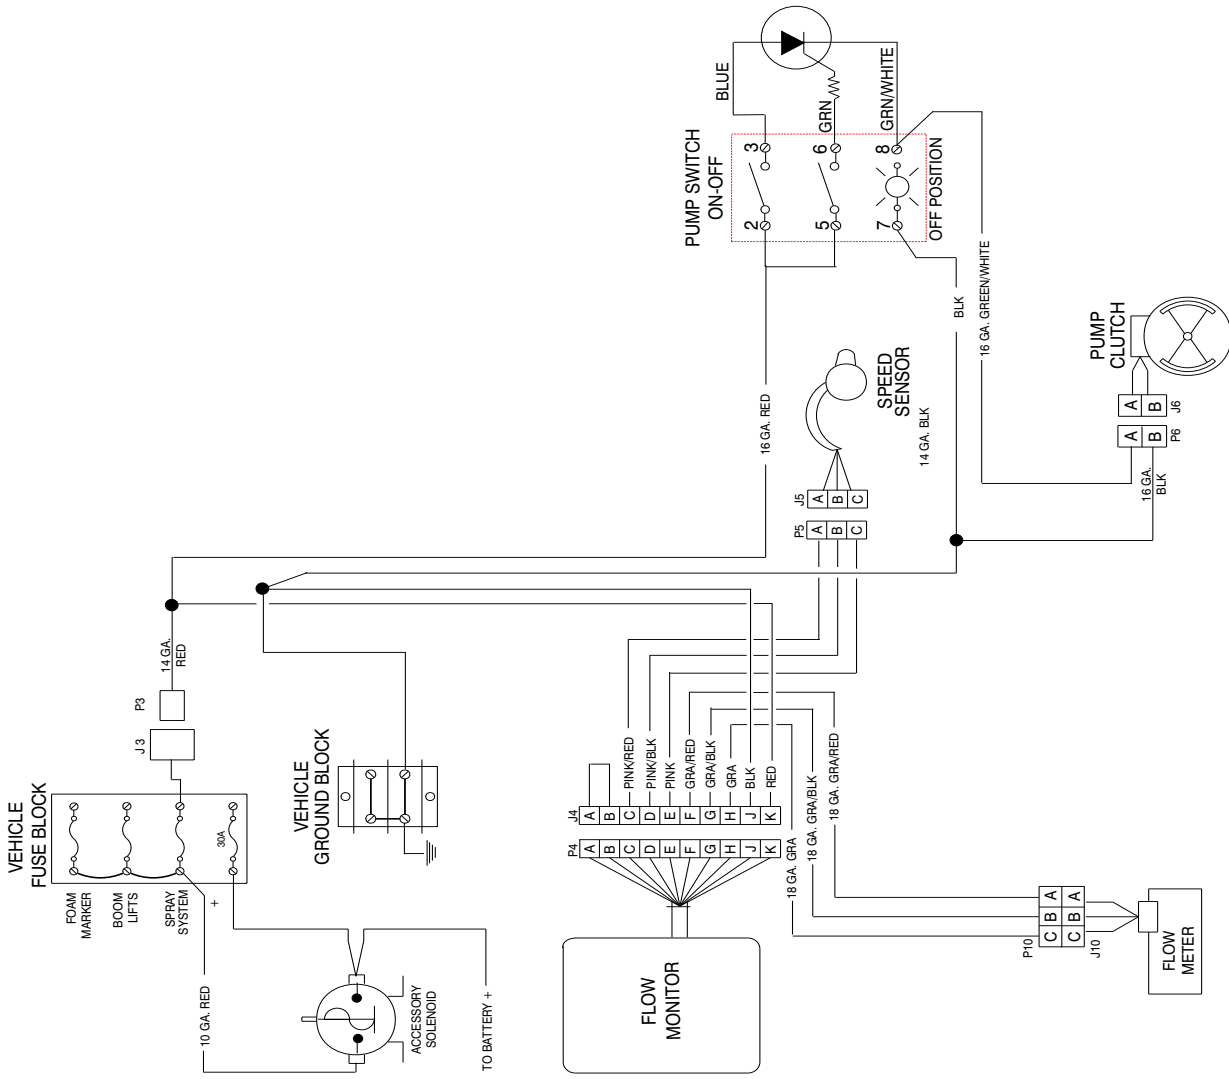 BLUE
GRN
GRN/WHITE
PUMP SWITCH
ON-OFF
3
6
8
2
5
7
OFF POSITION
16 GA. GREEN/WHITE
BLK
16 GA. RED
SPEED
SENSOR
14 GA. BLK
PUMP
CLUTCH
A
B
J6
A
B
P6
16 GA.
BLK
J5
A
B
C
P5
A
B
C
14 GA.
RED
P3
J3
VEHICLE
FUSE BLOCK
30A
FOAM
MARKER
BOOM
LIFTS
SPRAY
SYSTEM
+
VEHICLE
GROUND BLOCK
10 GA. RED
ACCESSORY
SOLENOID
TO BATTERY +
PINK/RED
PINK/BLK
PINK
GRA/RED
GRA/BLK
GRA
BLK
RED
J4
A
B
C
D
E
F
G
H
J
K
P4
A
B
C
D
E
F
G
H
J
K
18 GA. GRA
18 GA. GRA/BLK
18 GA. GRA/RED
FLOW
MONITOR
P10
C
B
A
J10
C
B
A
FLOW
METER